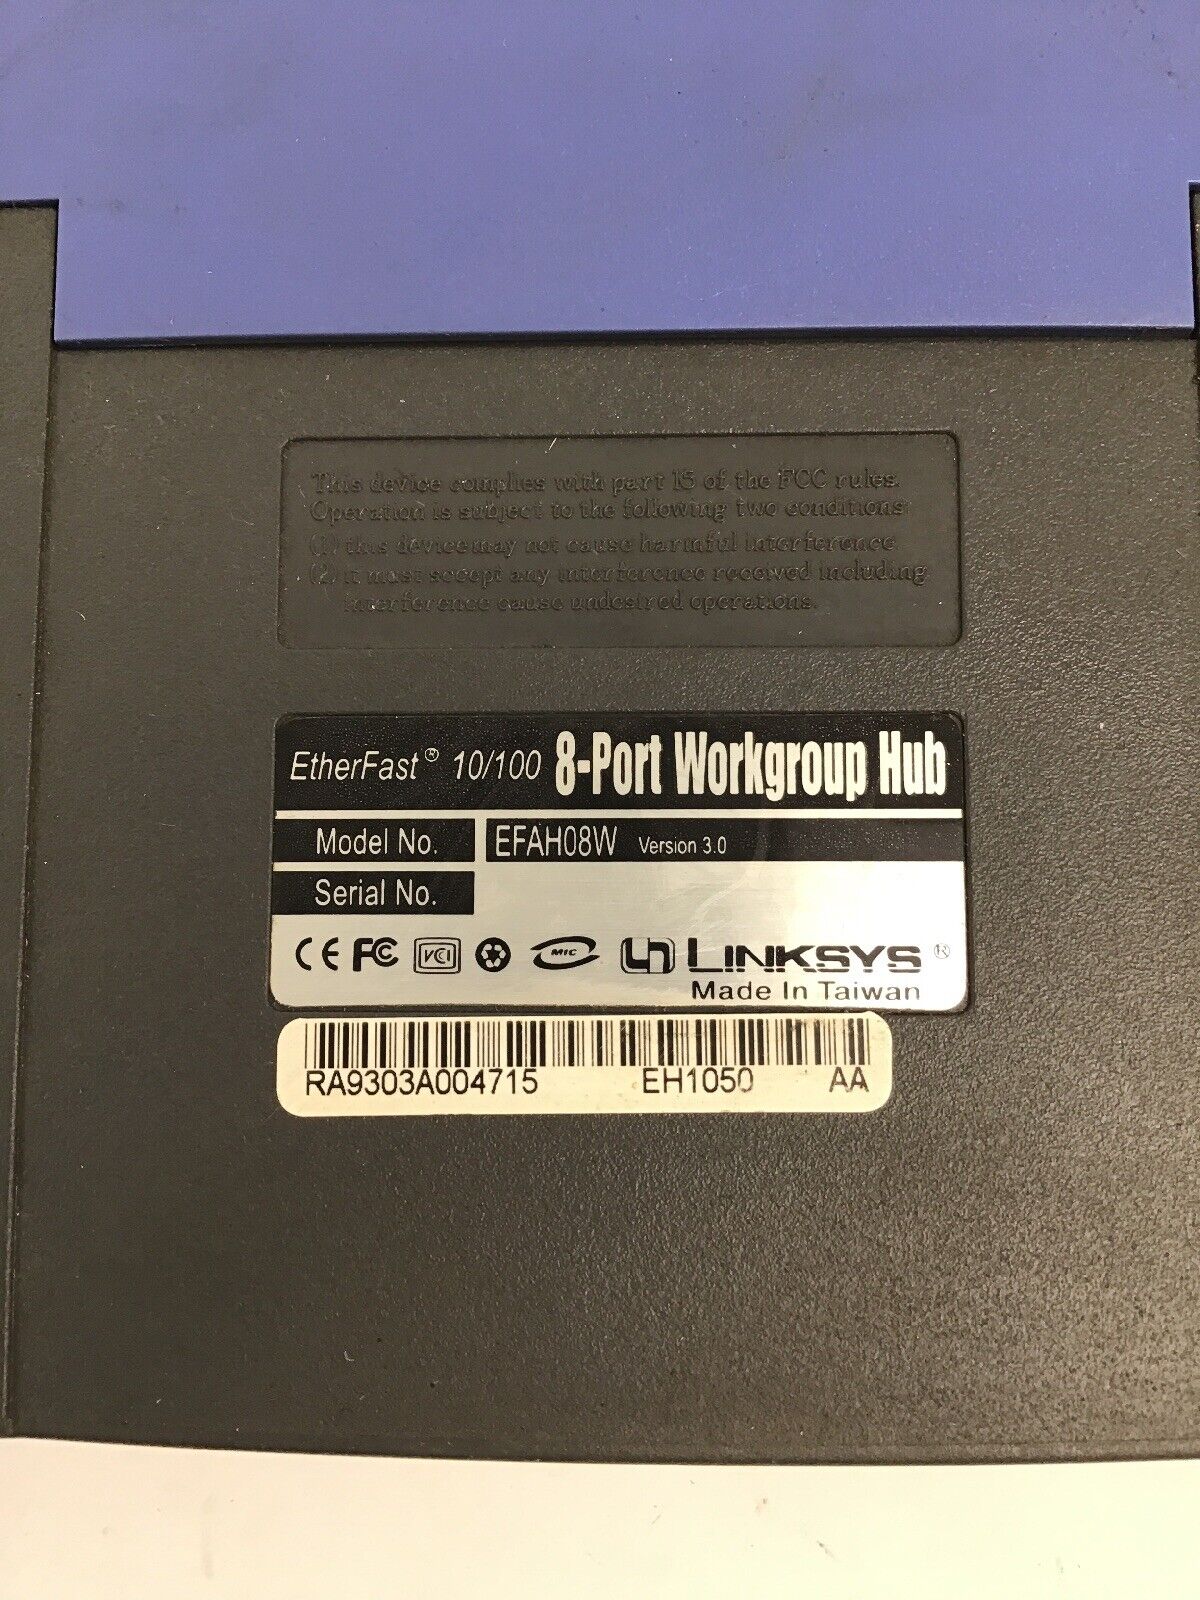 This device complies with part 15 of the FCC rules.
Operation is subject to the following two conditions:
(1) this device may not cause harmful interference.
(2) it must accept any interference received including
interference cause undesired operations.
EtherFast® 10/100 8-Port Workgroup Hub
Model No. EFAH08W Version 3.0
Serial No.
CE FC VCI MIC LINKSYS®
Made In Taiwan
RA9303A004715 EH1050 AA